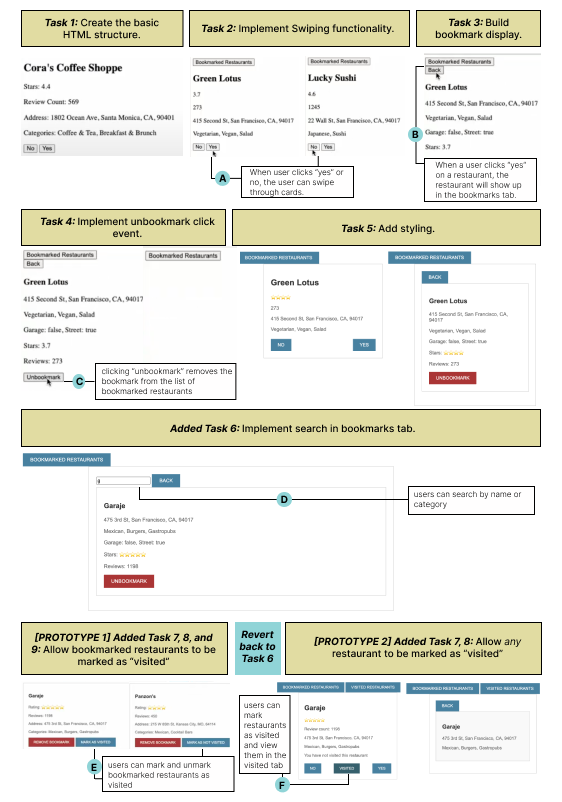 Task 1: Create the basic
HTML structure.
Task 2: Implement Swiping functionality.
Task 3: Build
bookmark display.
Cora's Coffee Shoppe
Stars: 4.4
Review Count: 569
Address: 1802 Ocean Ave, Santa Monica, CA, 90401
Categories: Coffee & Tea, Breakfast & Brunch
No Yes
Bookmarked Restaurants
Green Lotus
3.7
273
415 Second St, San Francisco, CA, 94017
Vegetarian, Vegan, Salad
No Yes
Bookmarked Restaurants
Lucky Sushi
4.6
1245
22 Wall St, San Francisco, CA, 94017
Japanese, Sushi
No Yes
A
When user clicks "yes" or
no, the user can swipe
through cards.
Bookmarked Restaurants
Back
Green Lotus
415 Second St, San Francisco, CA, 94017
Vegetarian, Vegan, Salad
Garage: false, Street: true
Stars: 3.7
B
When a user clicks "yes"
on a restaurant, the
restaurant will show up
in the bookmarks tab.
Task 4: Implement unbookmark click
event.
Task 5: Add styling.
Bookmarked Restaurants
Back
Green Lotus
415 Second St, San Francisco, CA, 94017
Vegetarian, Vegan, Salad
Garage: false, Street: true
Stars: 3.7
Reviews: 273
Unbookmark
Bookmarked Restaurants
C
clicking "unbookmark" removes the
bookmark from the list of
bookmarked restaurants
BOOKMARKED RESTAURANTS
Green Lotus
273
415 Second St, San Francisco, CA, 94017
Vegetarian, Vegan, Salad
NO YES
BOOKMARKED RESTAURANTS
BACK
Green Lotus
415 Second St, San Francisco, CA,
94017
Vegetarian, Vegan, Salad
Garage: false, Street: true
Stars:
Reviews: 273
UNBOOKMARK
Added Task 6: Implement search in bookmarks tab.
BOOKMARKED RESTAURANTS
g
BACK
Garaje
475 3rd St, San Francisco, CA, 94017
Mexican, Burgers, Gastropubs
Garage: false, Street: true
Stars:
Reviews: 1198
UNBOOKMARK
D
users can search by name or
category
[PROTOTYPE 1] Added Task 7, 8, and
9: Allow bookmarked restaurants to be
marked as "visited"
Revert
back to
Task 6
[PROTOTYPE 2] Added Task 7, 8: Allow any
restaurant to be marked as "visited"
Garaje
Rating:
Reviews: 1198
Address: 475 3rd St, San Francisco, CA, 94017
Categories: Mexican, Burgers, Gastropubs
REMOVE BOOKMARK MARK AS VISITED
Panzon's
Rating:
Categories: Mexican, Cocktail Bars
REMOVE BOOKMARK MARK AS NOT VISITED
E
users can mark and unmark
bookmarked restaurants as
visited
users can
mark
restaurants
as visited
and view
them in the
visited tab
F
BOOKMARKED RESTAURANTS VISITED RESTAURANTS
Garaje
Review count: 1198
475 3rd St, San Francisco, CA, 94017
Mexican, Burgers, Gastropubs
You have not visited the restaurant
NO VISITED YES
BOOKMARKED RESTAURANTS VISITED RESTAURANTS
BACK
Garaje
475 3rd St, San Francisco, CA, 94017
Mexican, Burgers, Gastropubs